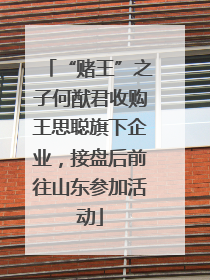 「“赌王”之
子何猷君收购
王思聪旗下企
业，接盘后前
往山东参加活
动」